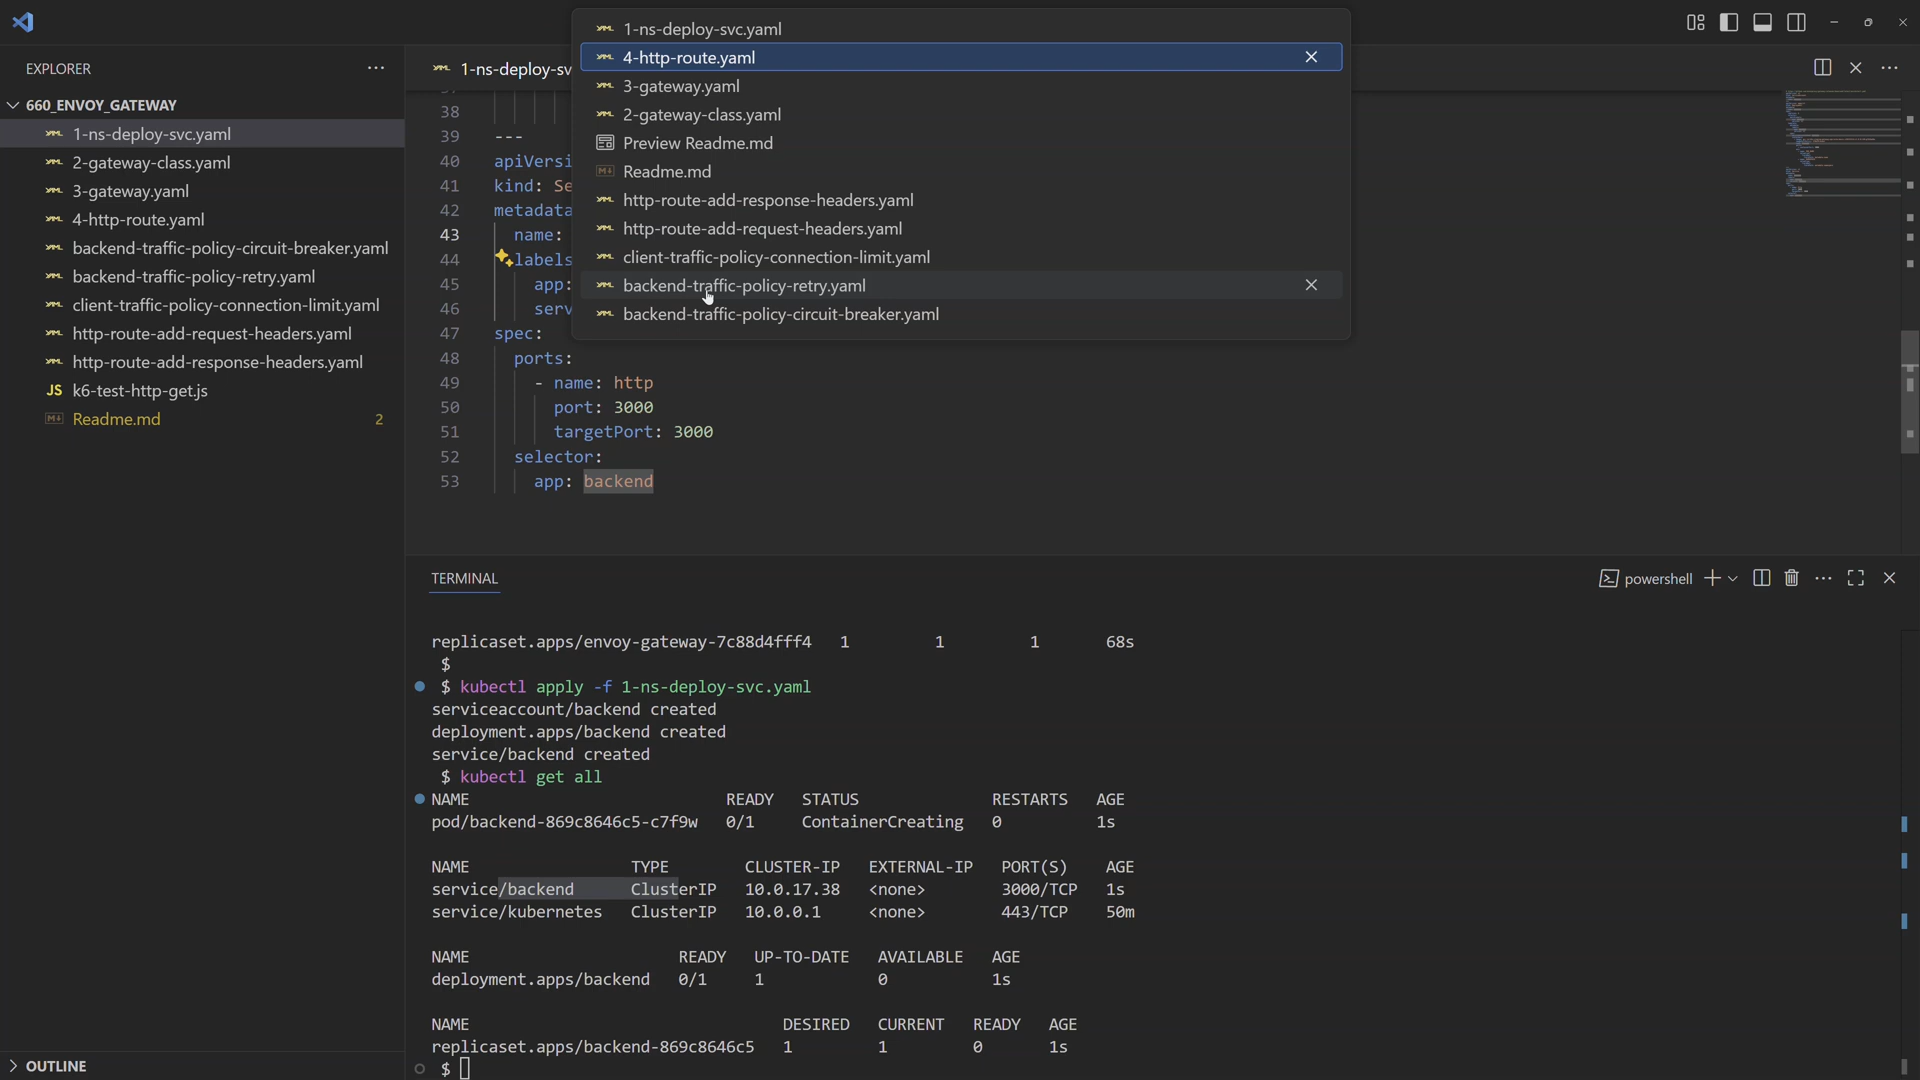 EXPLORER
660_ENVOY_GATEWAY
1-ns-deploy-svc.yaml
2-gateway-class.yaml
3-gateway.yaml
4-http-route.yaml
backend-traffic-policy-circuit-breaker.yaml
backend-traffic-policy-retry.yaml
client-traffic-policy-connection-limit.yaml
http-route-add-request-headers.yaml
http-route-add-response-headers.yaml
JS k6-test-http-get.js
Readme.md 2
OUTLINE
1-ns-deploy-sv
1-ns-deploy-svc.yaml
4-http-route.yaml
3-gateway.yaml
2-gateway-class.yaml
Preview Readme.md
Readme.md
http-route-add-response-headers.yaml
http-route-add-request-headers.yaml
client-traffic-policy-connection-limit.yaml
backend-traffic-policy-retry.yaml
backend-traffic-policy-circuit-breaker.yaml
38
39 ---
40 apiVersi
41 kind: Se
42 metadata
43 name:
44 labels
45 app:
46 serv
47 spec:
48 ports:
49 - name: http
50 port: 3000
51 targetPort: 3000
52 selector:
53 app: backend
TERMINAL
powershell
replicaset.apps/envoy-gateway-7c88d4fff4 1 1 1 68s
$
$ kubectl apply -f 1-ns-deploy-svc.yaml
serviceaccount/backend created
deployment.apps/backend created
service/backend created
$ kubectl get all
NAME READY STATUS RESTARTS AGE
pod/backend-869c8646c5-c7f9w 0/1 ContainerCreating 0 1s
NAME TYPE CLUSTER-IP EXTERNAL-IP PORT(S) AGE
service/backend ClusterIP 10.0.17.38 <none> 3000/TCP 1s
service/kubernetes ClusterIP 10.0.0.1 <none> 443/TCP 50m
NAME READY UP-TO-DATE AVAILABLE AGE
deployment.apps/backend 0/1 1 0 1s
NAME DESIRED CURRENT READY AGE
replicaset.apps/backend-869c8646c5 1 1 0 1s
$